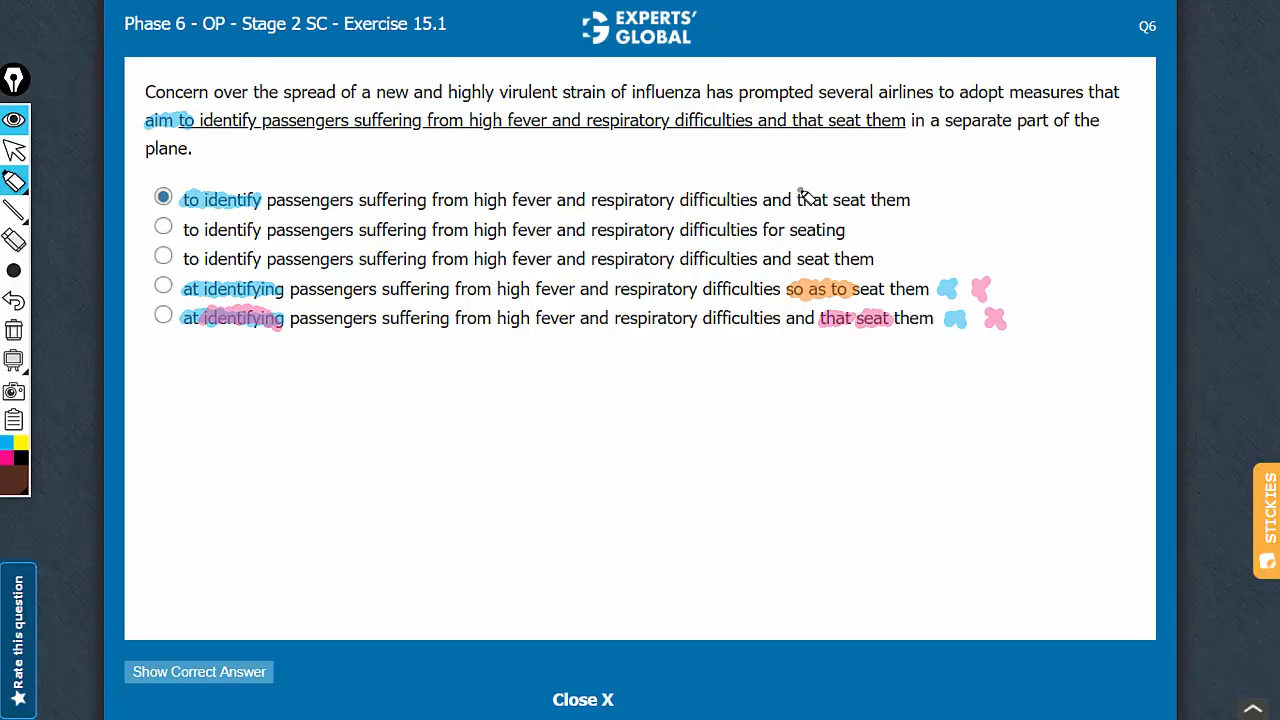 Phase 6 - OP - Stage 2 SC - Exercise 15.1
EXPERTS'
GLOBAL
Q6
Concern over the spread of a new and highly virulent strain of influenza has prompted several airlines to adopt measures that
aim to identify passengers suffering from high fever and respiratory difficulties and that seat them in a separate part of the
plane.
to identify passengers suffering from high fever and respiratory difficulties and that seat them
to identify passengers suffering from high fever and respiratory difficulties for seating
to identify passengers suffering from high fever and respiratory difficulties and seat them
at identifying passengers suffering from high fever and respiratory difficulties so as to seat them
at identifying passengers suffering from high fever and respiratory difficulties and that seat them
STICKIES
Rate this question
Show Correct Answer
Close X